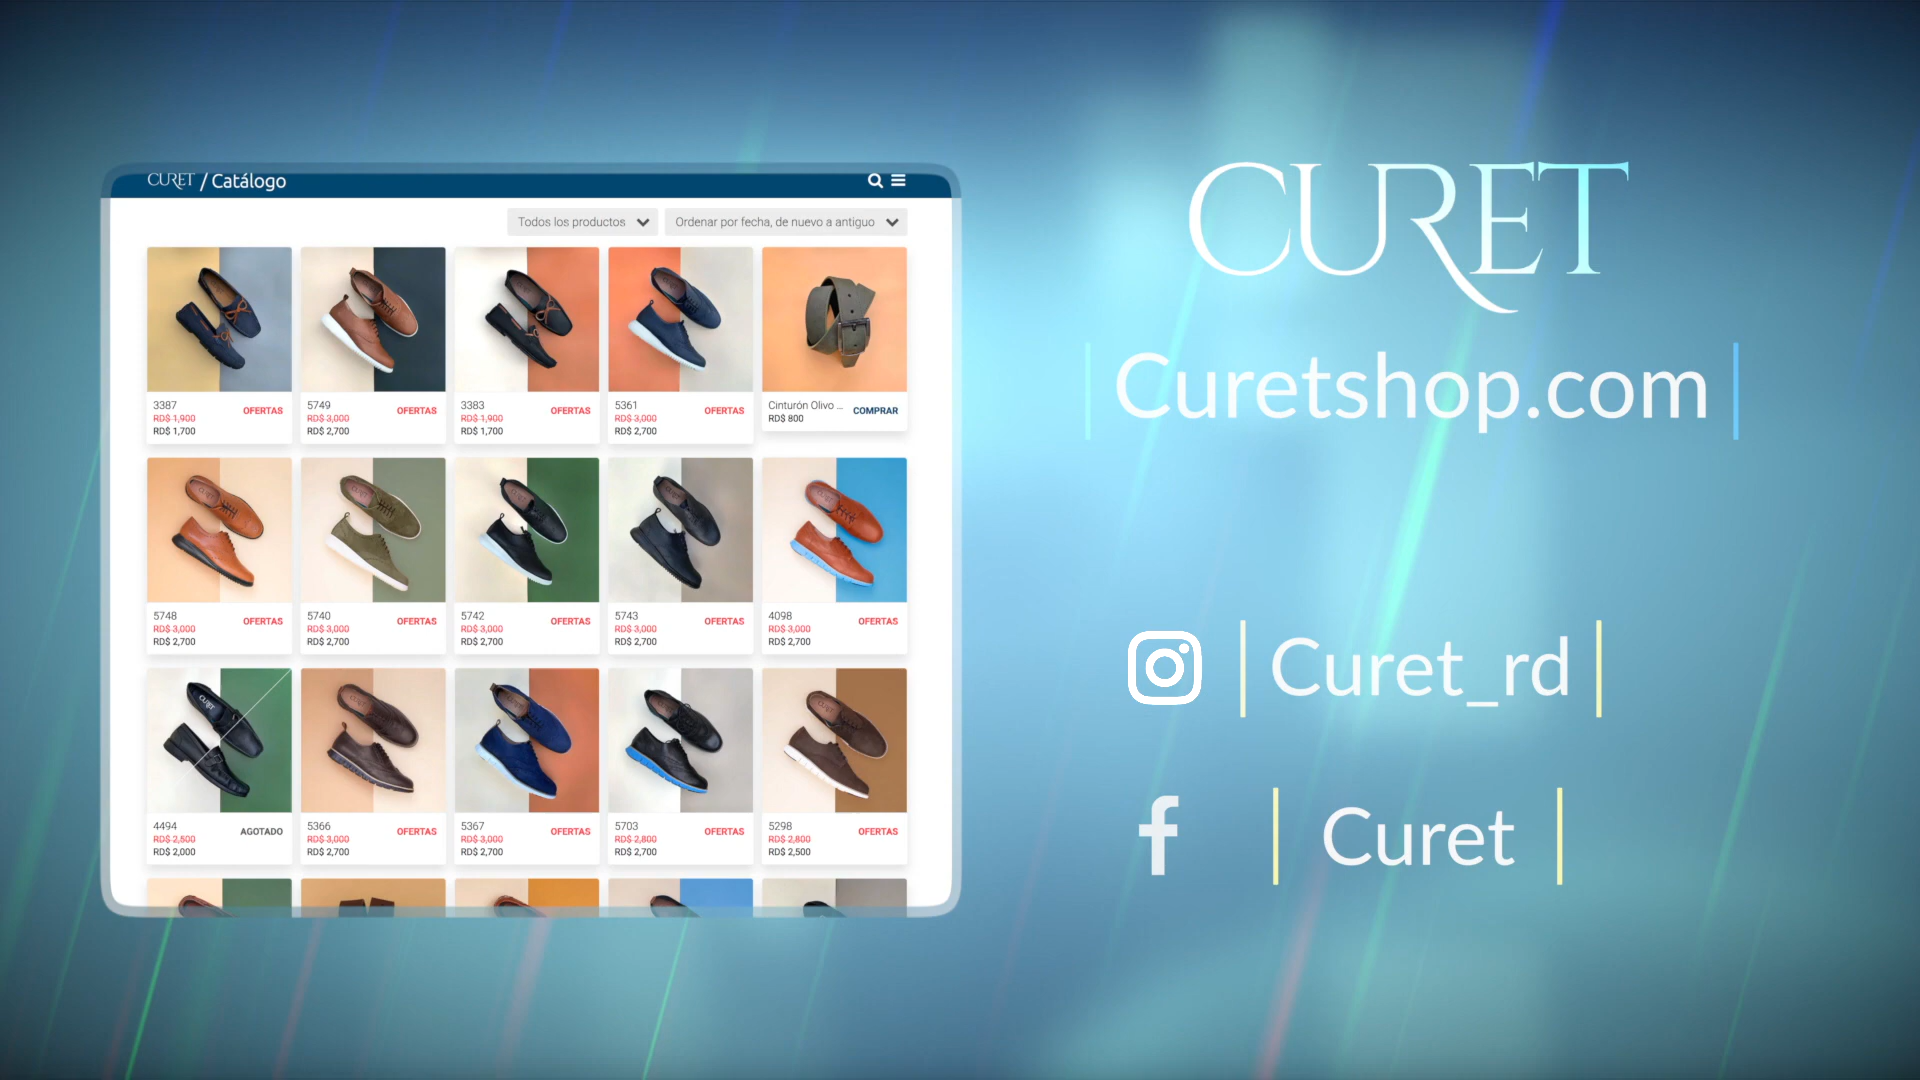 CURET / Catálogo
Todos los productos
Ordenar por fecha, de nuevo a antiguo
3387
RD$ 1,900
RD$ 1,700
OFERTAS
5749
RD$ 3,000
RD$ 2,700
OFERTAS
3383
RD$ 1,900
RD$ 1,700
OFERTAS
5361
RD$ 3,000
RD$ 2,700
OFERTAS
Cinturón Olivo ...
RD$ 800
COMPRAR
5748
RD$ 3,000
RD$ 2,700
OFERTAS
5740
RD$ 3,000
RD$ 2,700
OFERTAS
5742
RD$ 3,000
RD$ 2,700
OFERTAS
5743
RD$ 3,000
RD$ 2,700
OFERTAS
4098
RD$ 3,000
RD$ 2,700
OFERTAS
4494
RD$ 2,500
RD$ 2,000
AGOTADO
5366
RD$ 3,000
RD$ 2,700
OFERTAS
5367
RD$ 3,000
RD$ 2,700
OFERTAS
5703
RD$ 2,800
RD$ 2,700
OFERTAS
5298
RD$ 2,800
RD$ 2,500
OFERTAS
CURET
Curetshop.com
Curet_rd
Curet